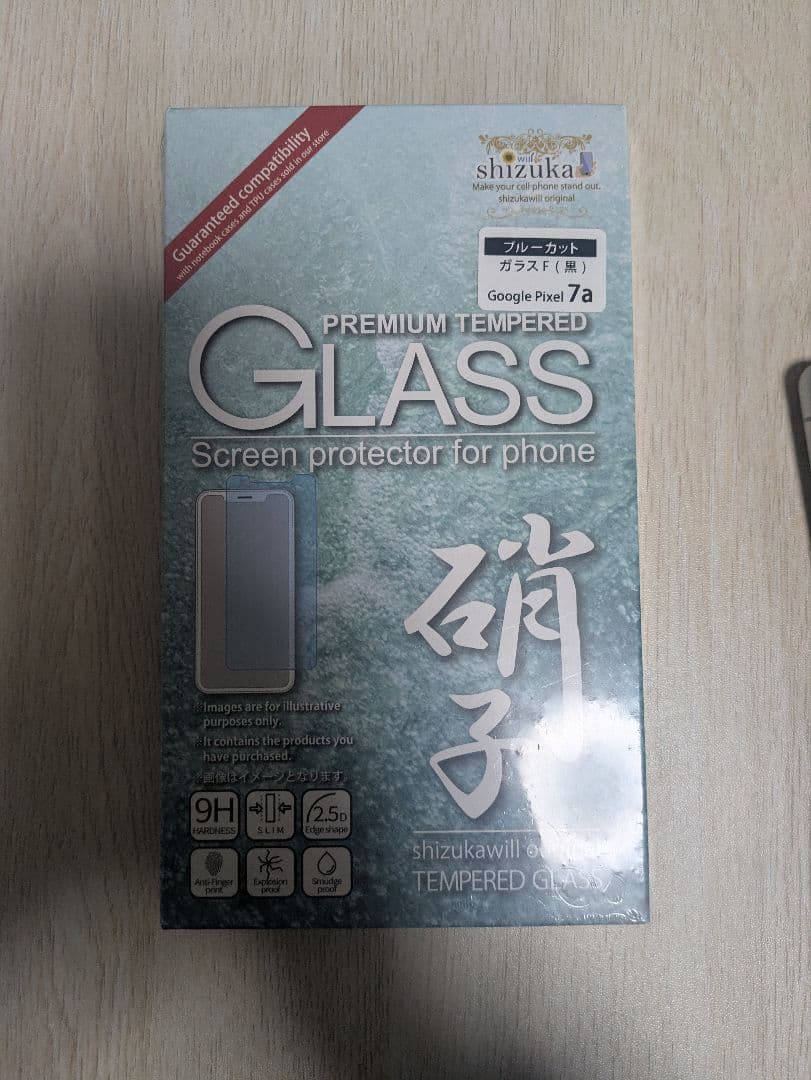 Guaranteed compatibility
with notebook cases and TPU cases sold in our store
will
shizuka
Make your cell phone stand out.
shizukawill original
ブルーカット
ガラスF(黒)
Google Pixel 7a
PREMIUM TEMPERED
GLASS
Screen protector for phone
硝子
※Images are for illustrative
purposes only.
※It contains the products you
have purchased.
※画像はイメージとなります。
9H
HARDNESS
SLIM
2.5D
Edge shape
Anti-Finger
print
Explosion
proof
Smudge
proof
shizukawill original
TEMPERED GLASS